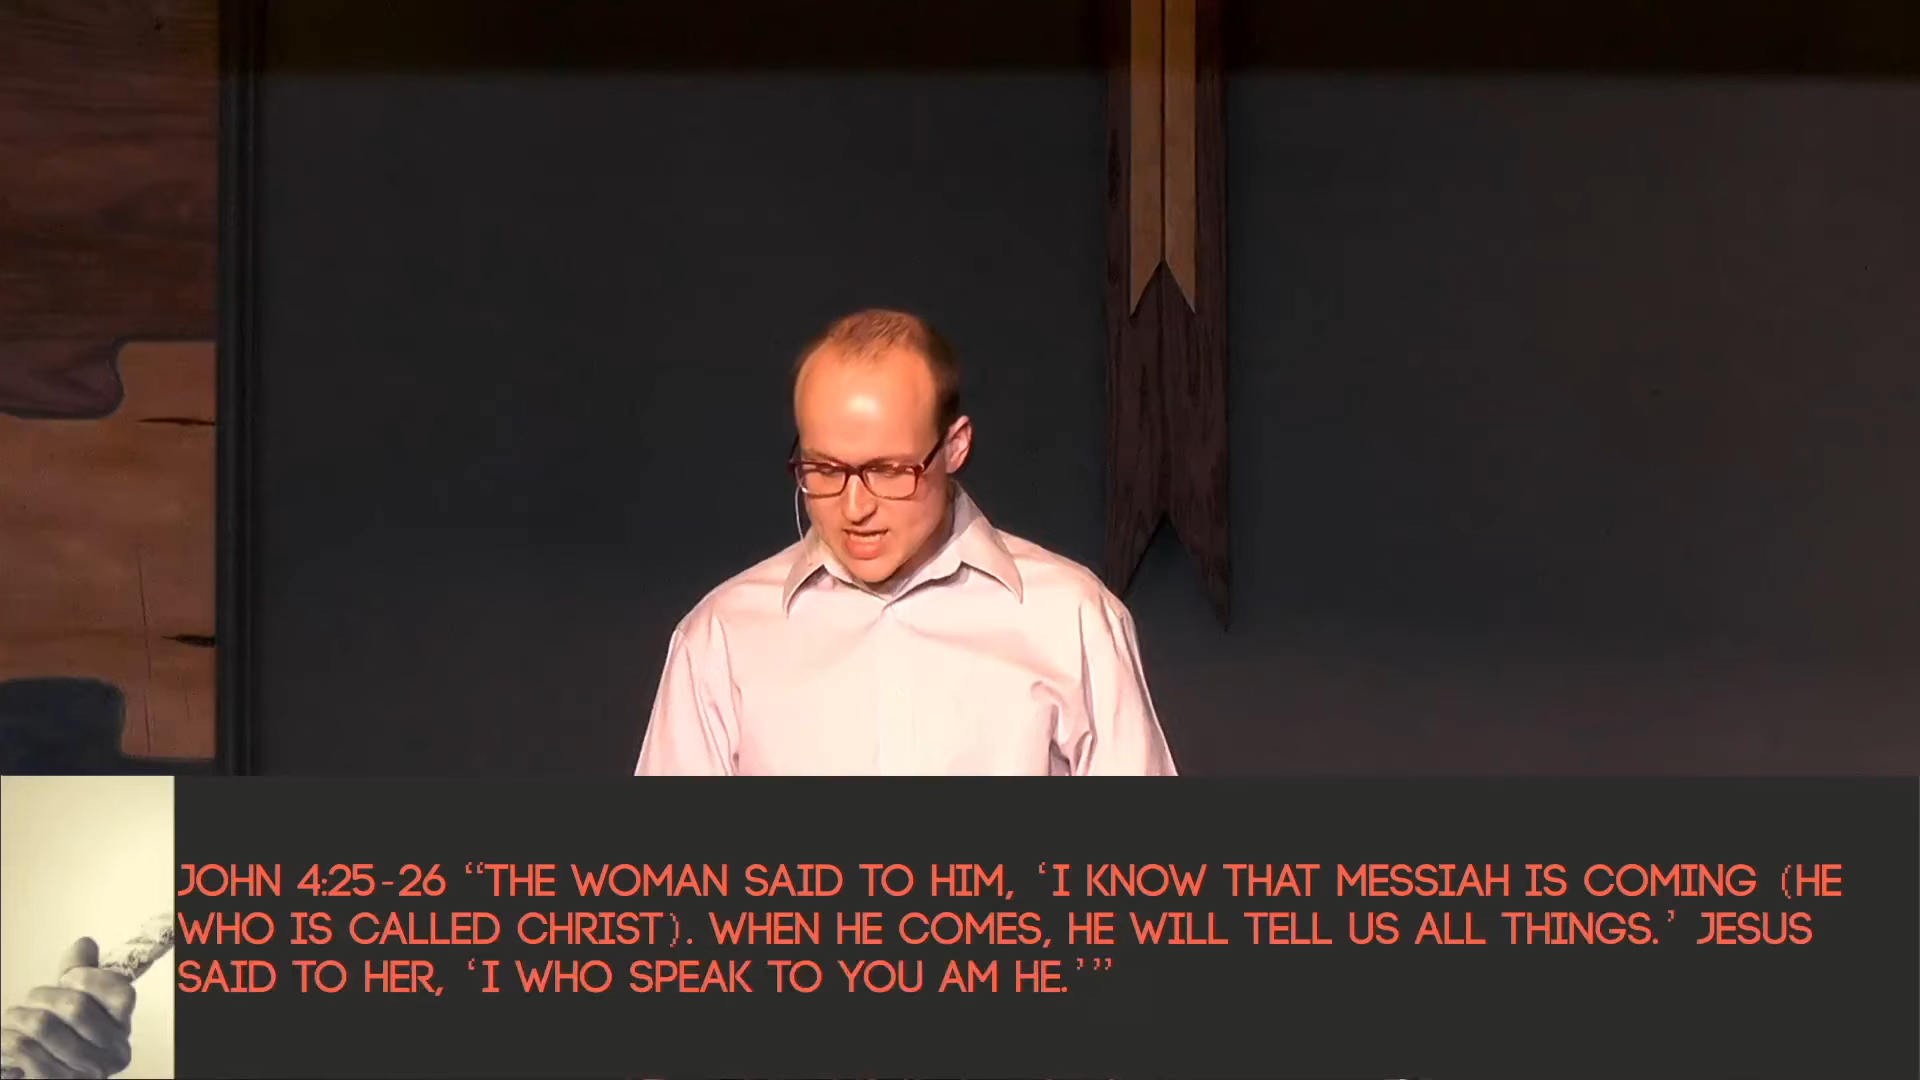 JOHN 4:25-26 “THE WOMAN SAID TO HIM, ‘I KNOW THAT MESSIAH IS COMING (HE
WHO IS CALLED CHRIST). WHEN HE COMES, HE WILL TELL US ALL THINGS.’ JESUS
SAID TO HER, ‘I WHO SPEAK TO YOU AM HE.’”